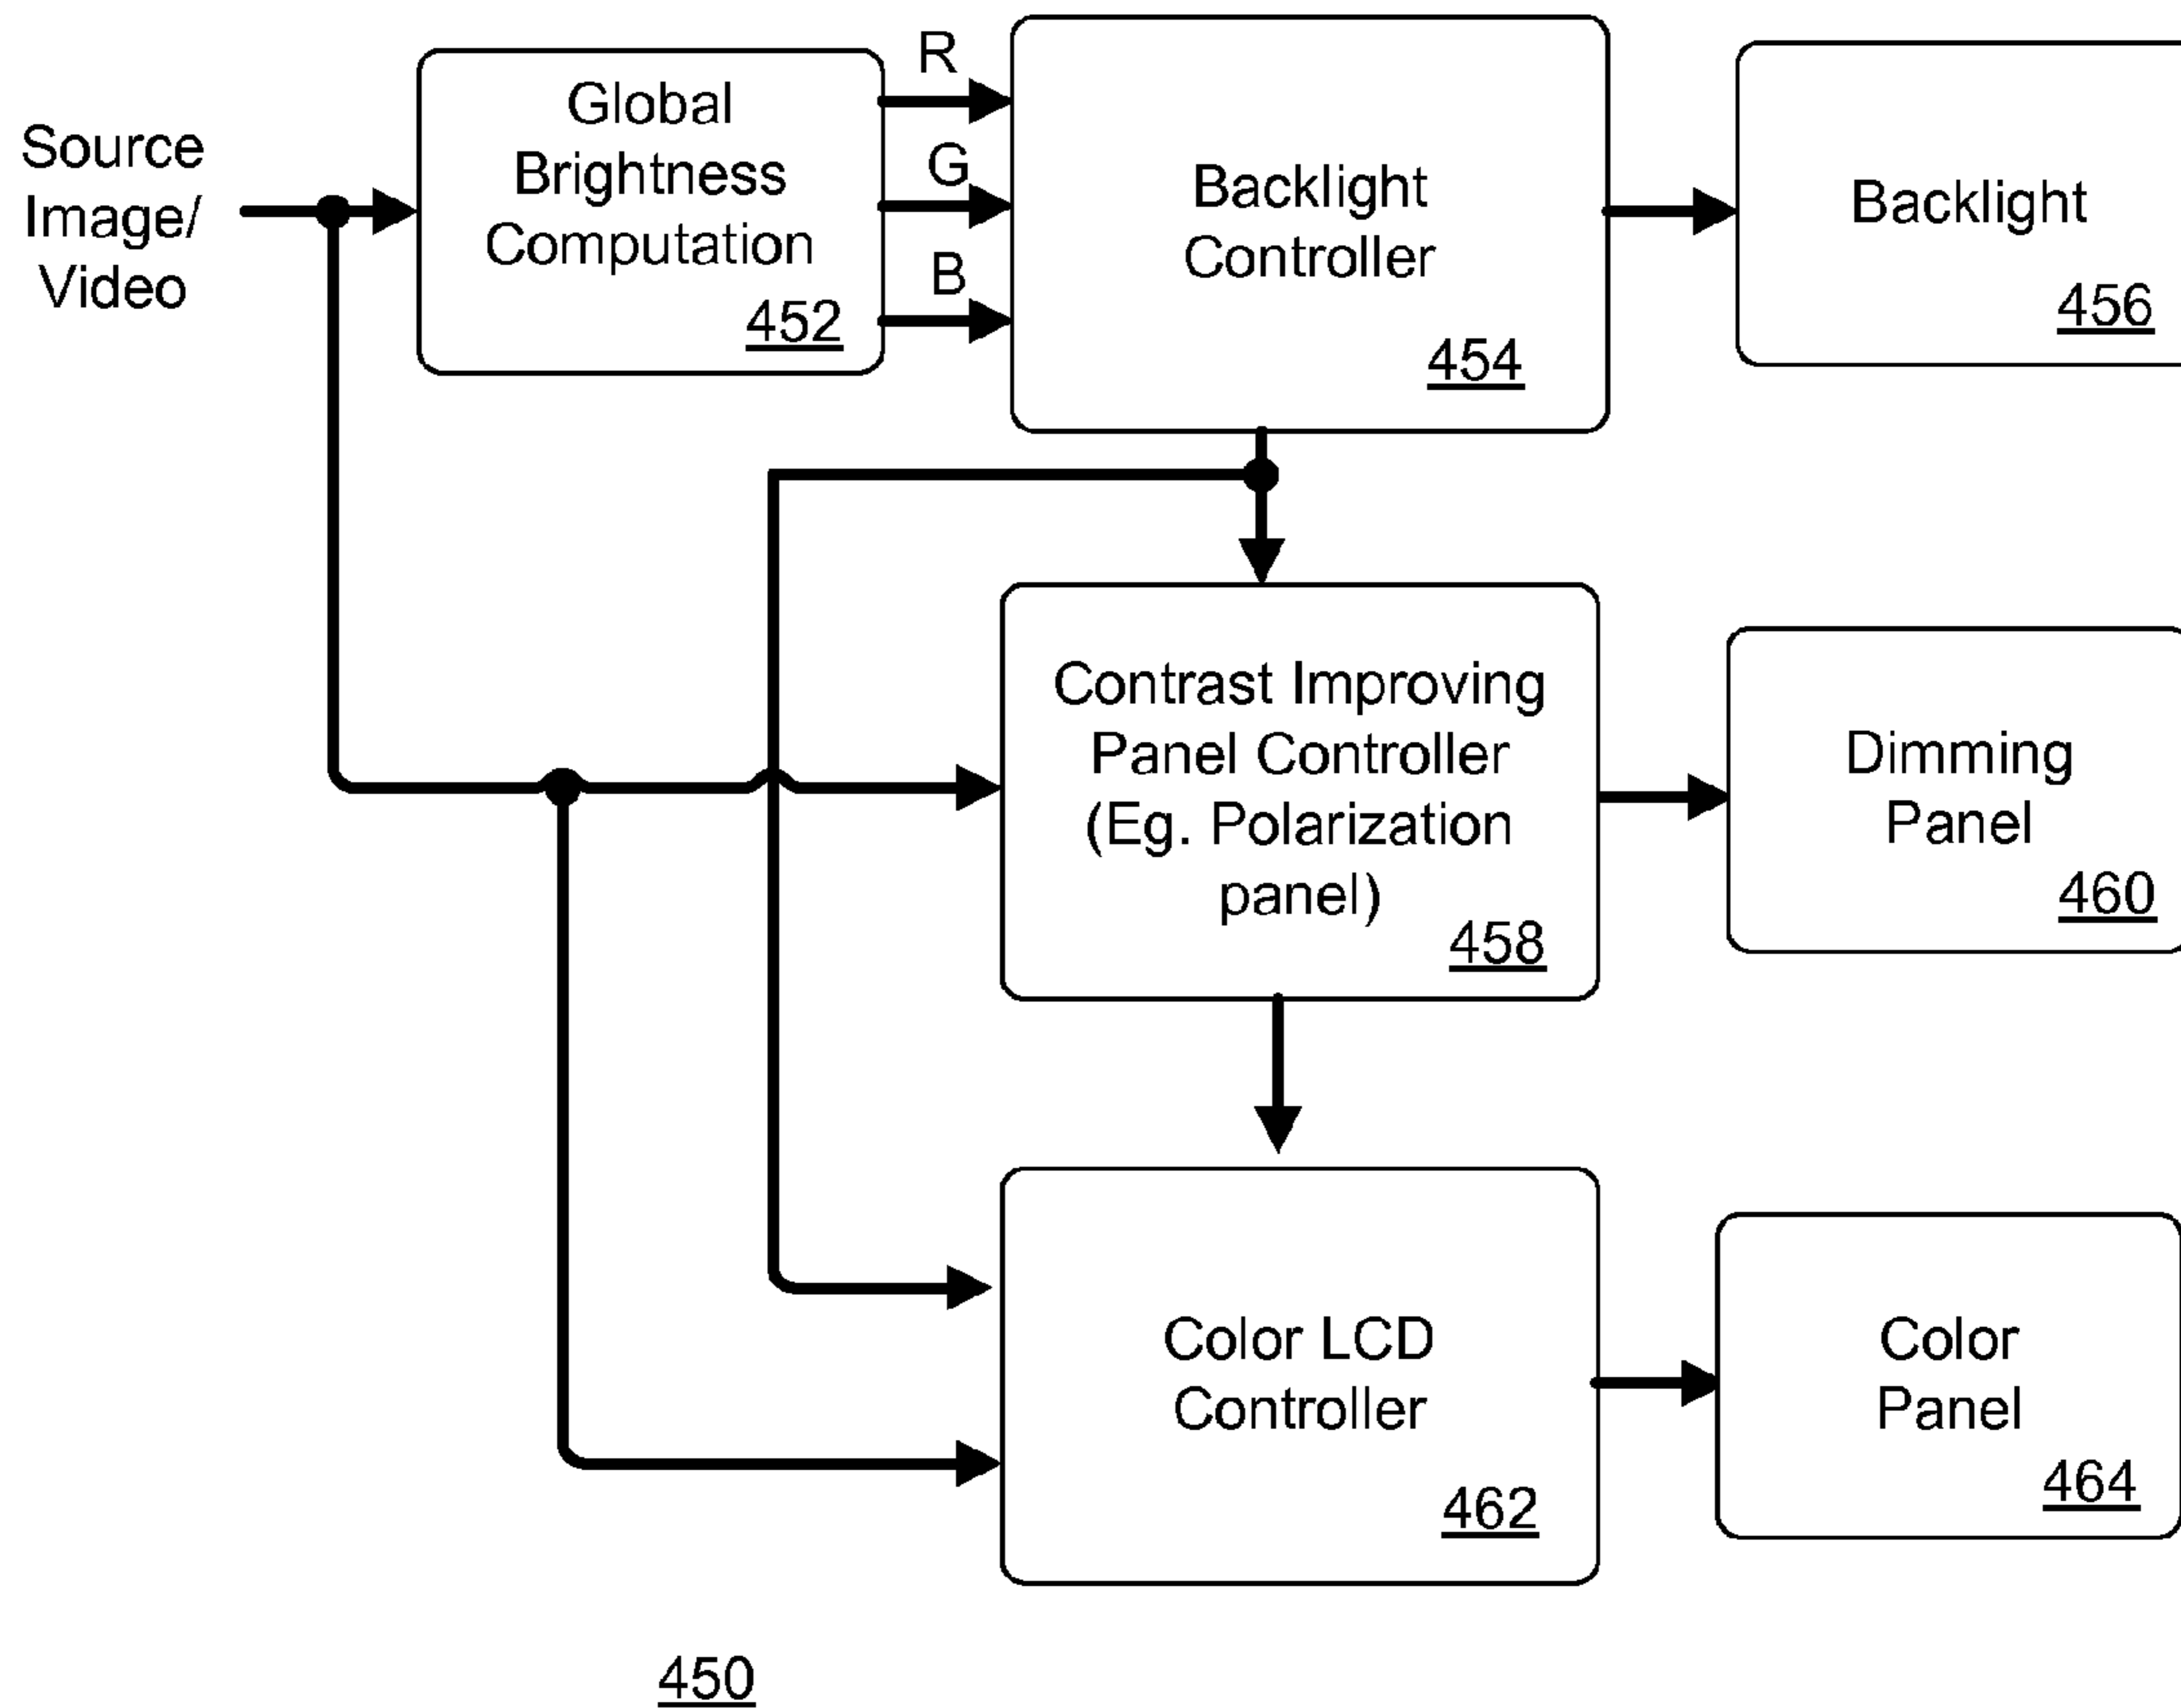 Source
Image/
Video
Global
Brightness
Computation
452
R
G
B
Backlight
Controller
454
Backlight
456
Contrast Improving
Panel Controller
(Eg. Polarization
panel)
458
Dimming
Panel
460
Color LCD
Controller
462
Color
Panel
464
450